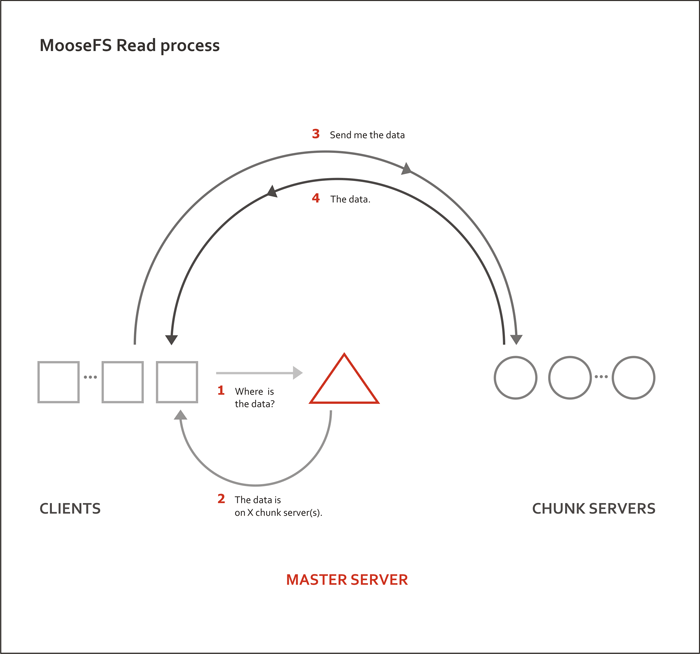 MooseFS Read process
3 Send me the data
4 The data.
1 Where is
the data?
2 The data is
on X chunk server(s).
CLIENTS
CHUNK SERVERS
MASTER SERVER